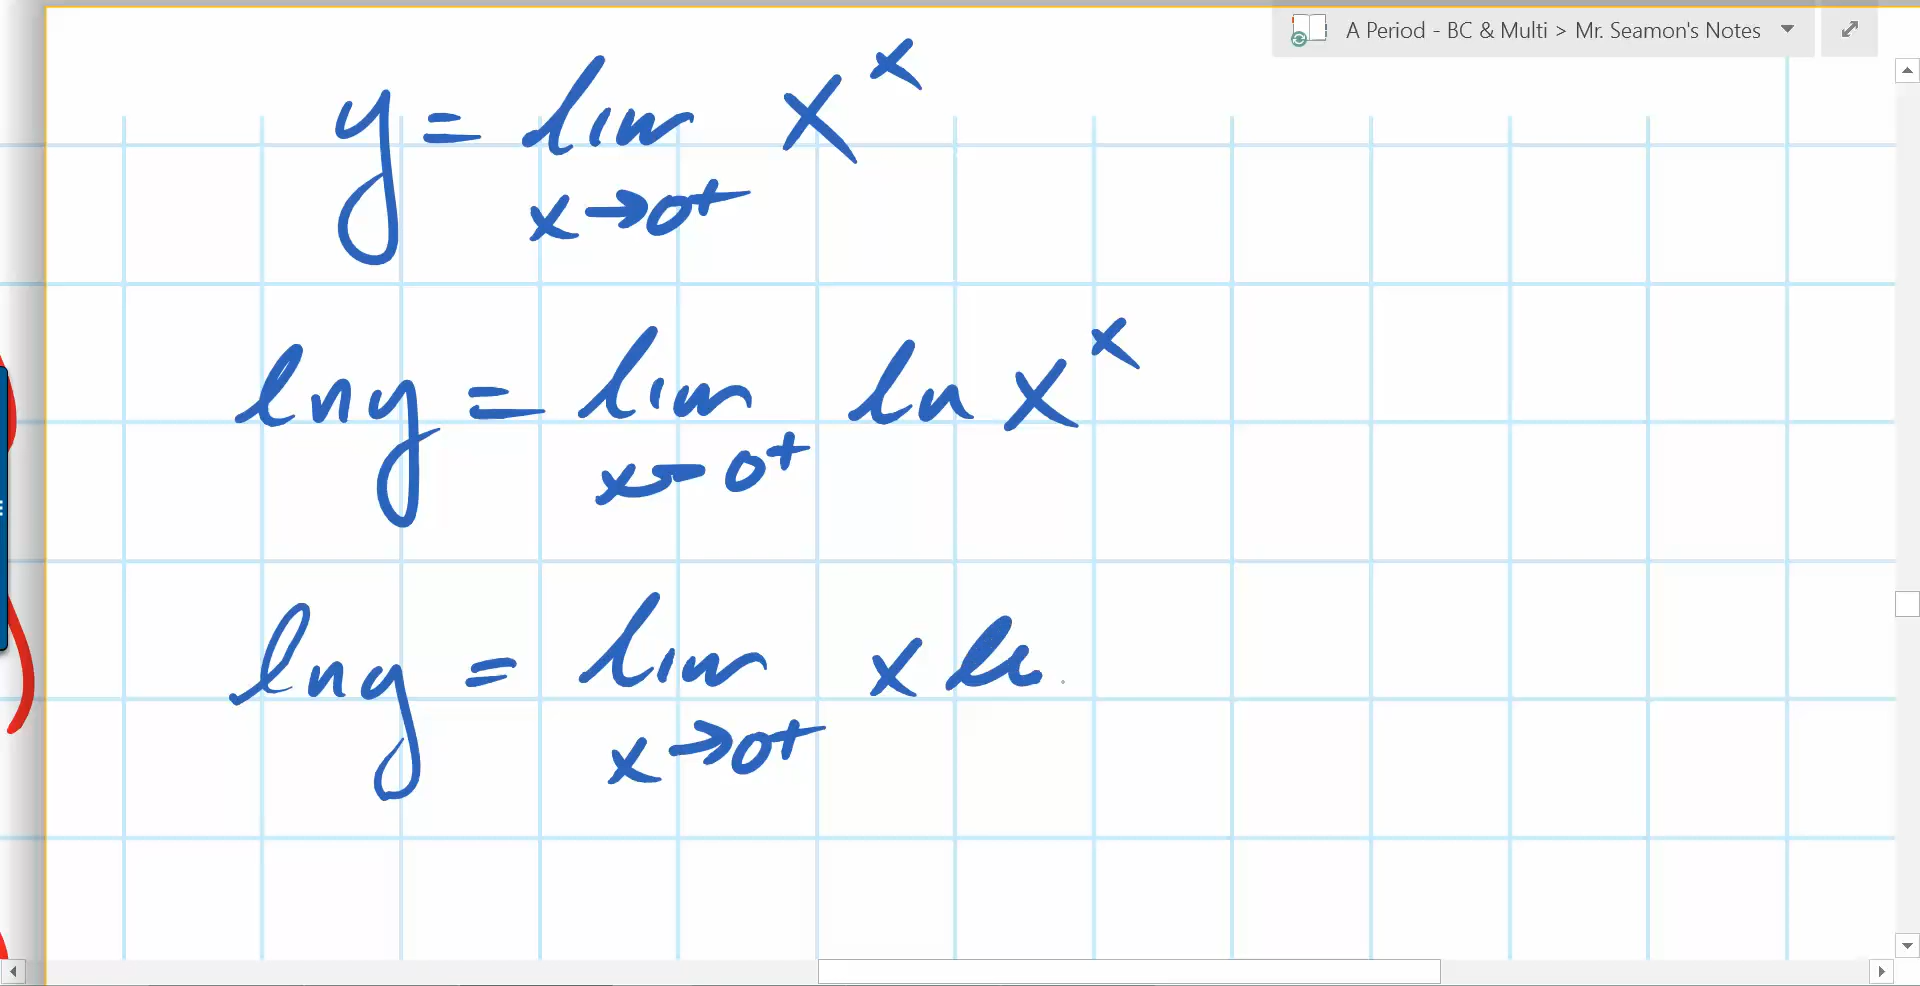 A Period - BC & Multi > Mr. Seamon's Notes
y = lim x^x
x→0+
ln y = lim ln x^x
x→0+
ln y = lim x ln
x→0+